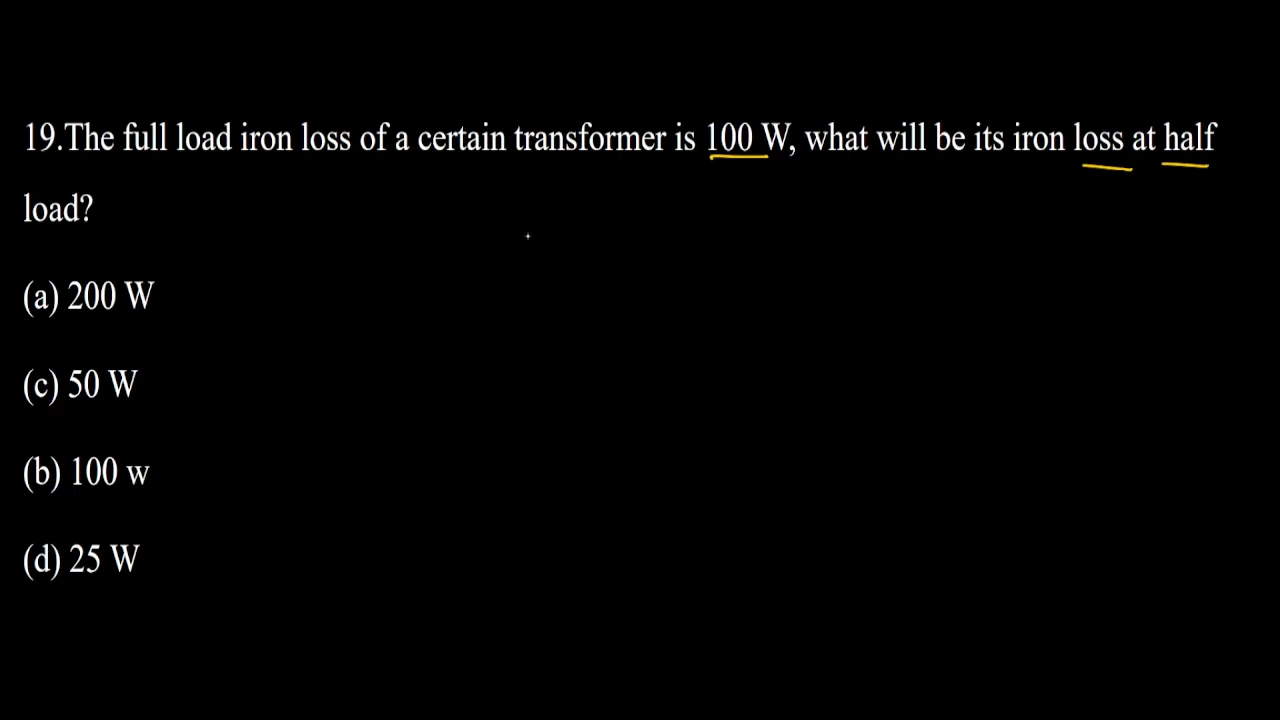 19.The full load iron loss of a certain transformer is 100 W, what will be its iron loss at half
load?
(a) 200 W
(c) 50 W
(b) 100 w
(d) 25 W